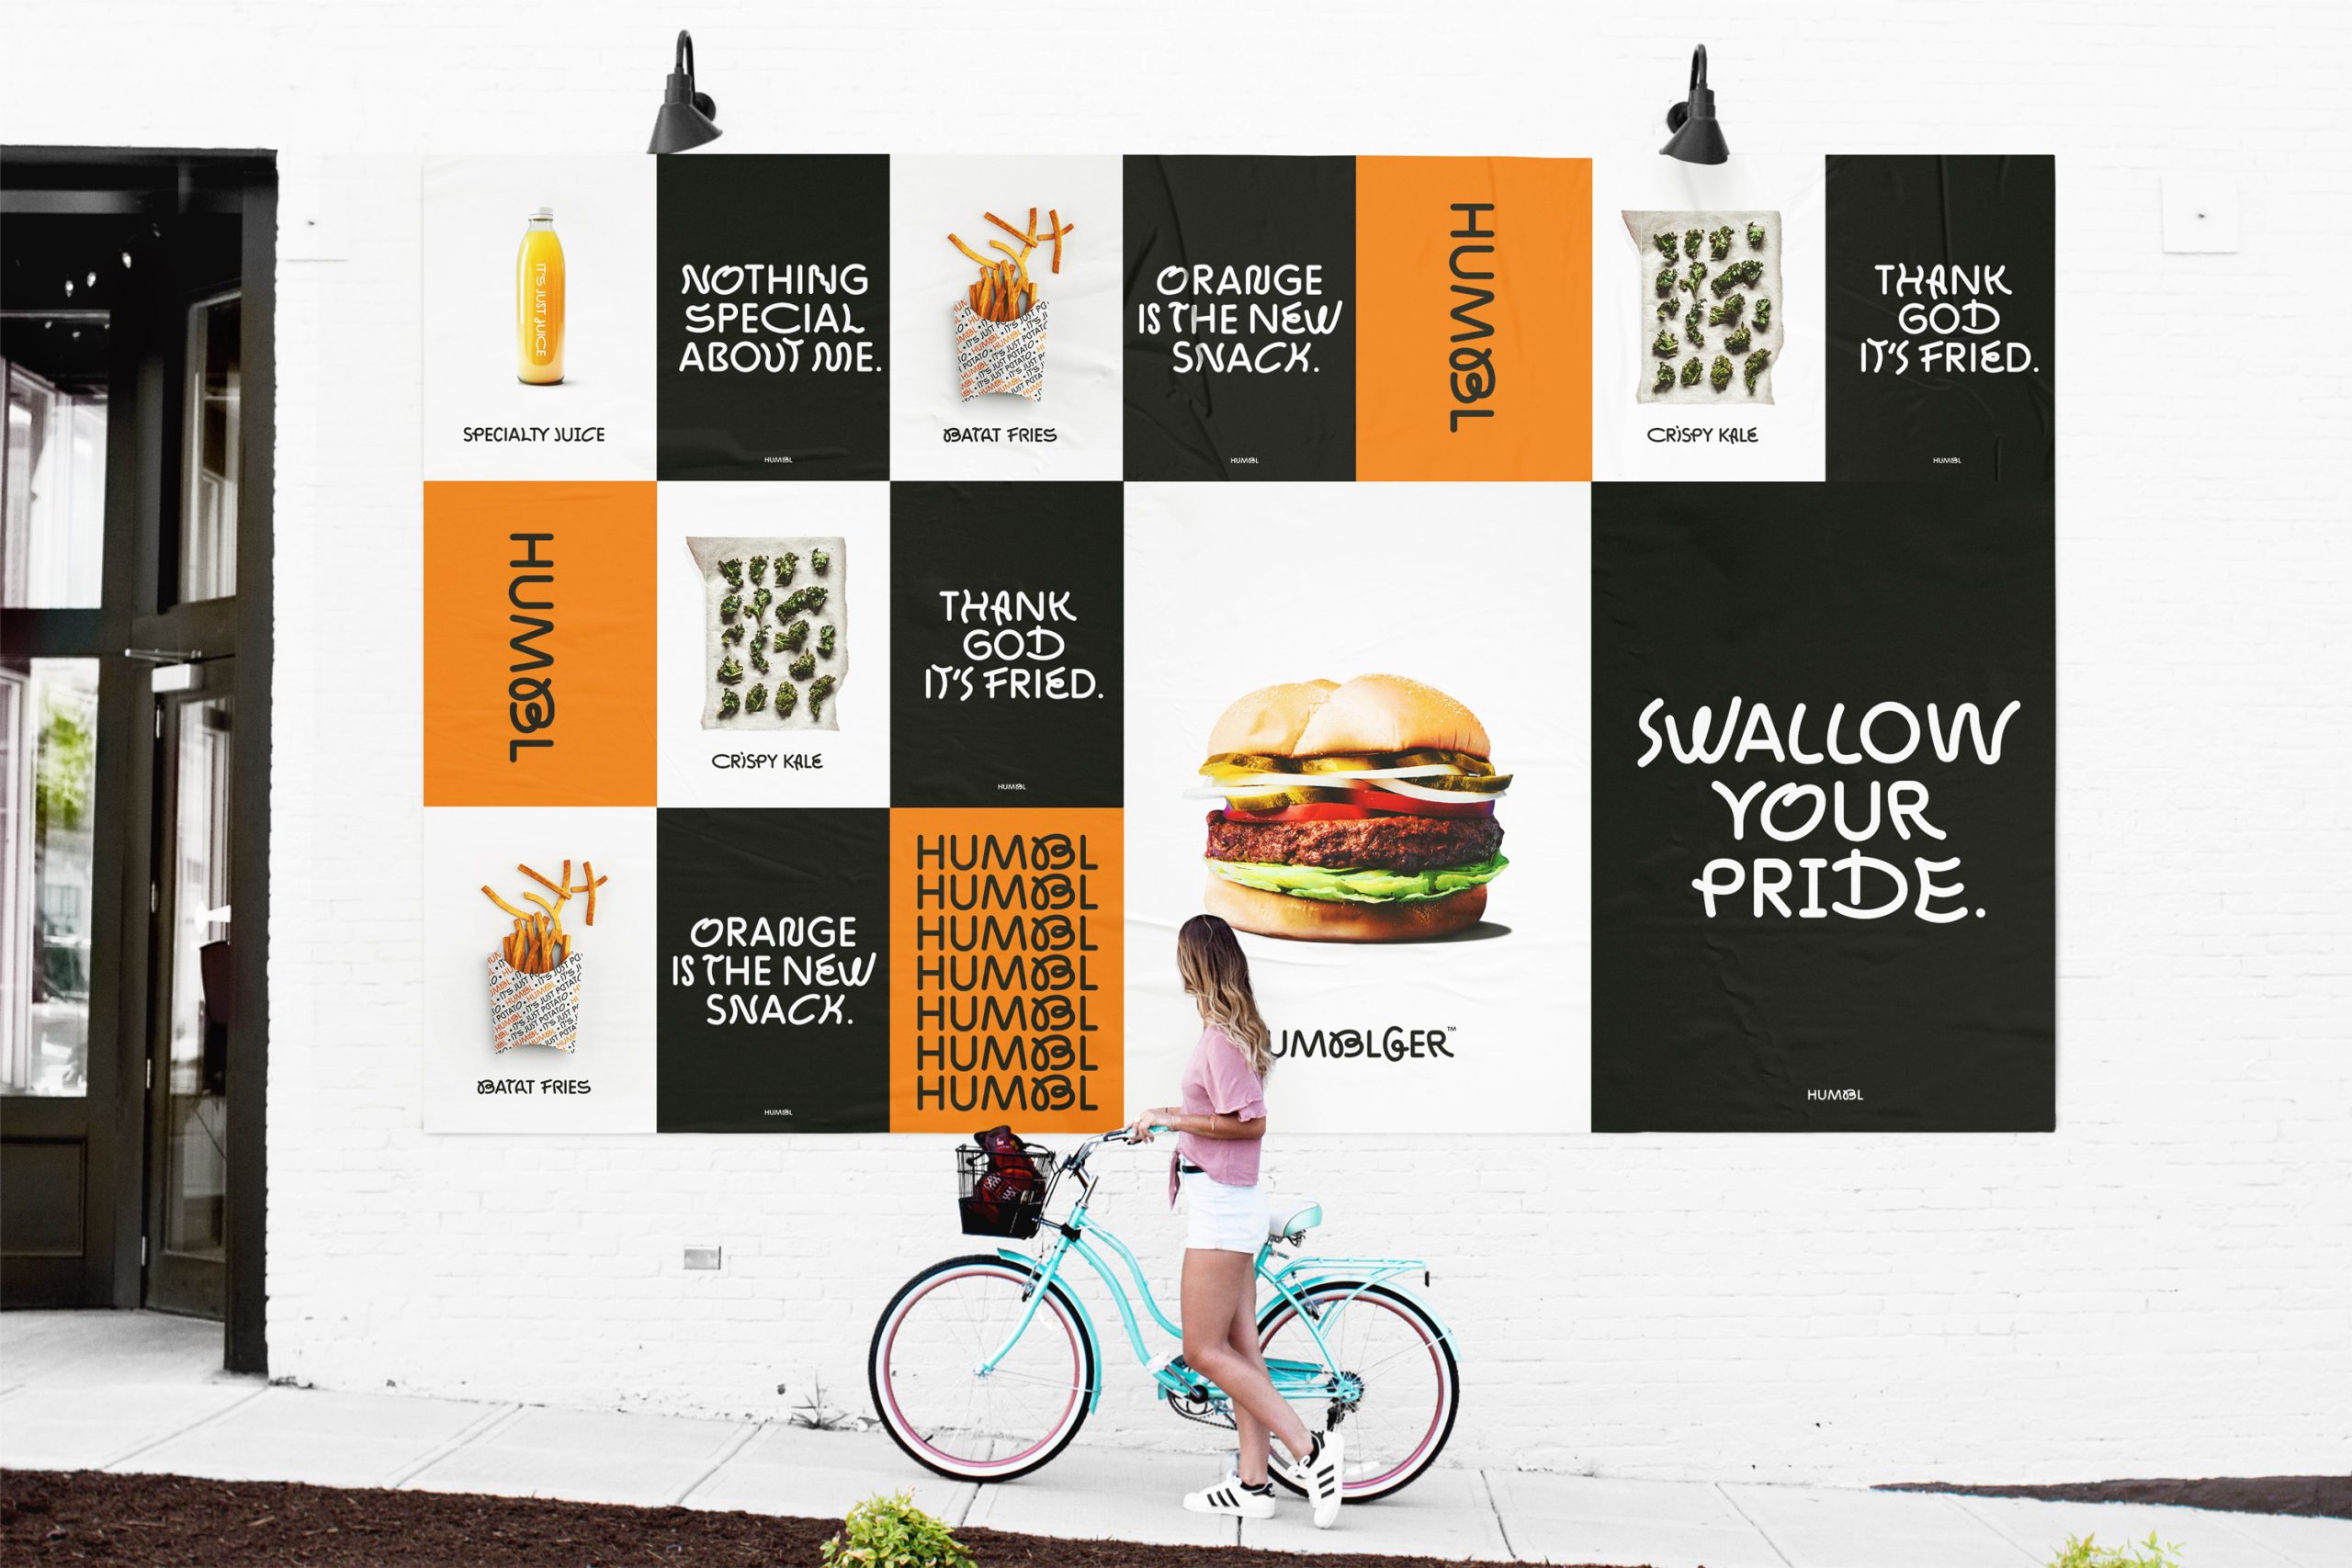 IT'S JUST JUICE
SPECIALTY JUICE
NOTHING
SPECIAL
ABOUT ME.
HUMBL
BATAT FRIES
ORANGE
IS THE NEW
SNACK.
HUMBL
HUMBL
CRISPY KALE
THANK
GOD
IT'S FRIED.
HUMBL
HUMBL
CRISPY KALE
THANK
GOD
IT'S FRIED.
HUMBL
UMBLGER™
SWALLOW
YOUR
PRIDE.
HUMBL
BATAT FRIES
ORANGE
IS THE NEW
SNACK.
HUMBL
HUMBL
HUMBL
HUMBL
HUMBL
HUMBL
HUMBL
HUMBL